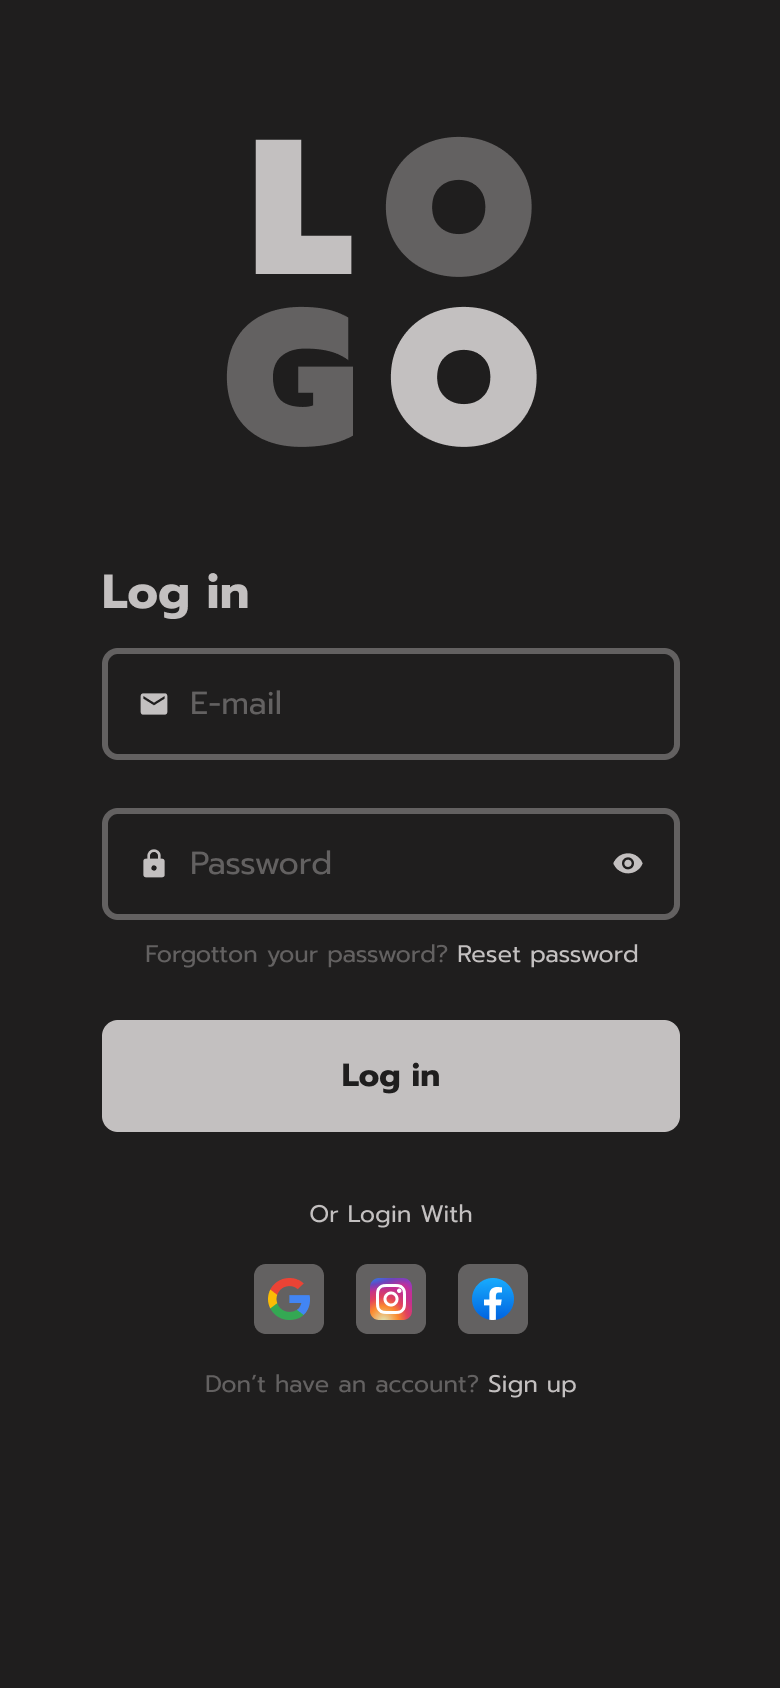 LO
GO
Log in
E-mail
Password
Forgotton your password? Reset password
Log in
Or Login With
Don’t have an account? Sign up